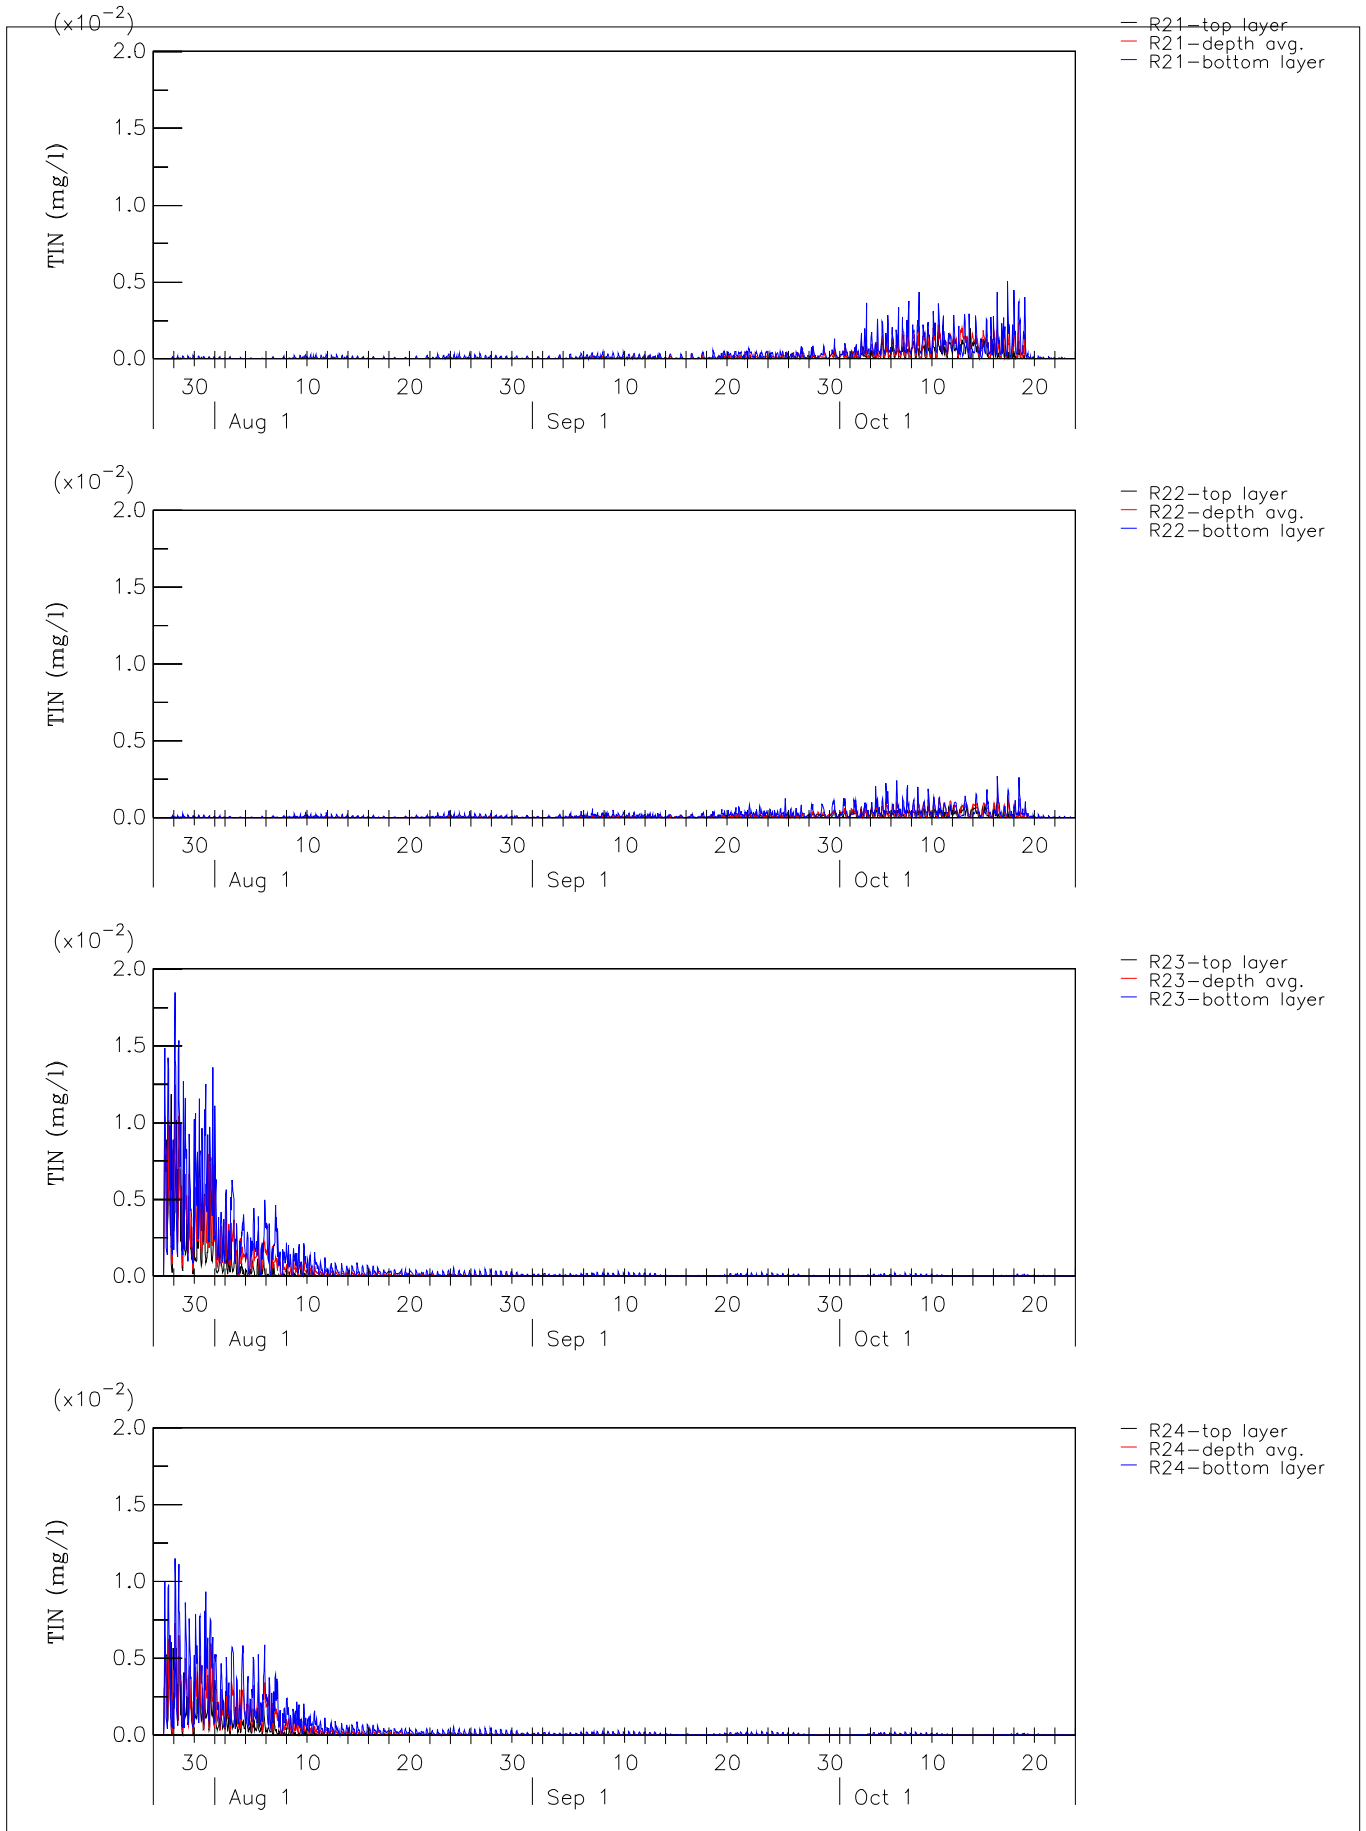 (x10-2)
R21-top layer
R21-depth avg.
R21-bottom layer
2.0
1.5
1.0
0.5
0.0
TIN (mg/l)
30 10 20 30 10 20 30 10 20
Aug 1 Sep 1 Oct 1
(x10-2)
R22-top layer
R22-depth avg.
R22-bottom layer
2.0
1.5
1.0
0.5
0.0
TIN (mg/l)
30 10 20 30 10 20 30 10 20
Aug 1 Sep 1 Oct 1
(x10-2)
R23-top layer
R23-depth avg.
R23-bottom layer
2.0
1.5
1.0
0.5
0.0
TIN (mg/l)
30 10 20 30 10 20 30 10 20
Aug 1 Sep 1 Oct 1
(x10-2)
R24-top layer
R24-depth avg.
R24-bottom layer
2.0
1.5
1.0
0.5
0.0
TIN (mg/l)
30 10 20 30 10 20 30 10 20
Aug 1 Sep 1 Oct 1